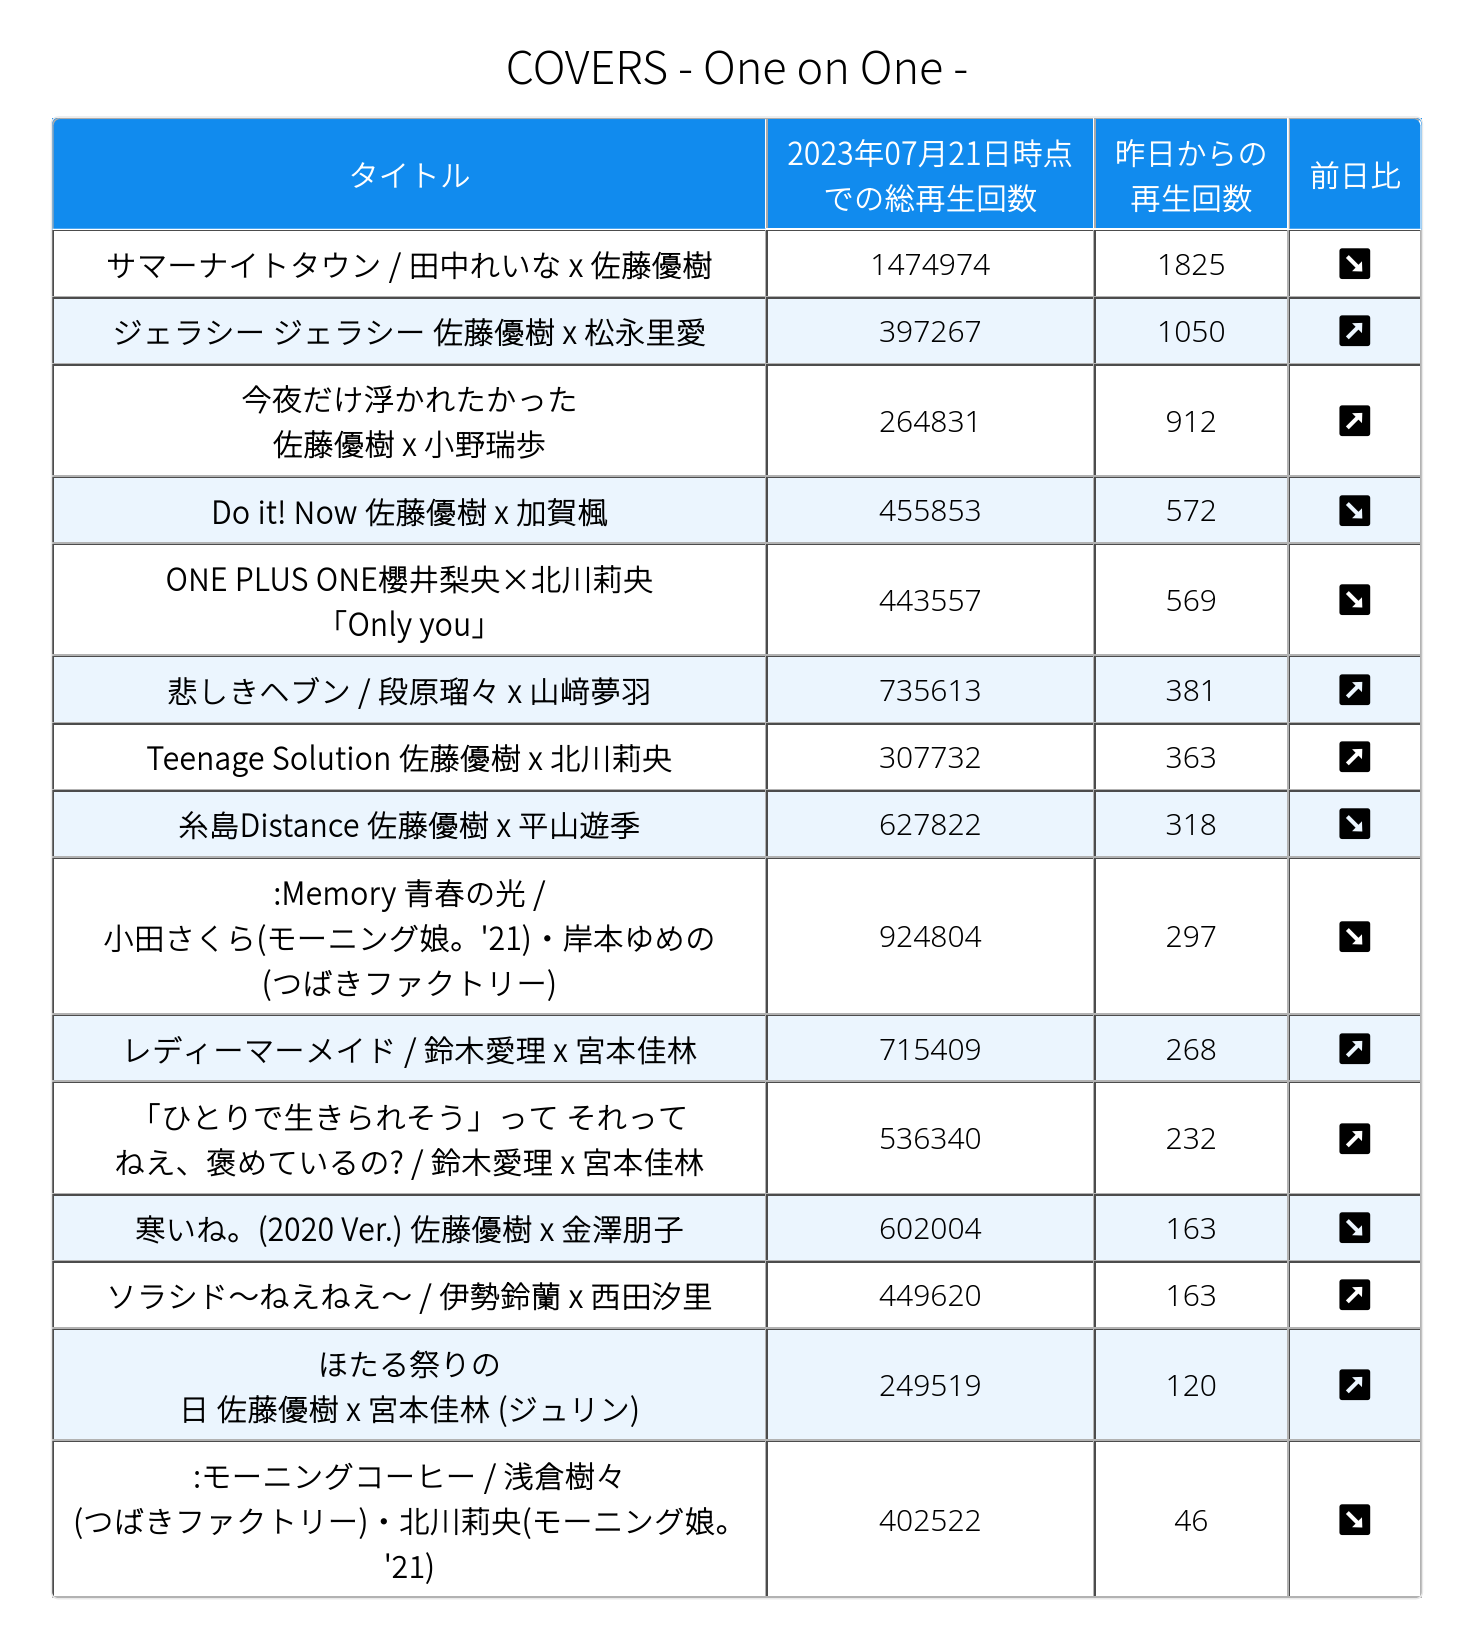 COVERS - One on One -
タイトル
2023年07月21日時点
での総再生回数
昨日からの
再生回数
前日比
サマーナイトタウン / 田中れいな x 佐藤優樹
1474974
1825
ジェラシー ジェラシー 佐藤優樹 x 松永里愛
397267
1050
今夜だけ浮かれたかった
佐藤優樹 x 小野瑞歩
264831
912
Do it! Now 佐藤優樹 x 加賀楓
455853
572
ONE PLUS ONE櫻井梨央×北川莉央
「Only you」
443557
569
悲しきヘブン / 段原瑠々 x 山﨑夢羽
735613
381
Teenage Solution 佐藤優樹 x 北川莉央
307732
363
糸島Distance 佐藤優樹 x 平山遊季
627822
318
:Memory 青春の光 /
小田さくら(モーニング娘。'21)・岸本ゆめの
(つばきファクトリー)
924804
297
レディーマーメイド / 鈴木愛理 x 宮本佳林
715409
268
「ひとりで生きられそう」って それって
ねえ、褒めているの? / 鈴木愛理 x 宮本佳林
536340
232
寒いね。(2020 Ver.) 佐藤優樹 x 金澤朋子
602004
163
ソラシド～ねえねえ～ / 伊勢鈴蘭 x 西田汐里
449620
163
ほたる祭りの
日 佐藤優樹 x 宮本佳林 (ジュリン)
249519
120
:モーニングコーヒー / 浅倉樹々
(つばきファクトリー)・北川莉央(モーニング娘。
'21)
402522
46